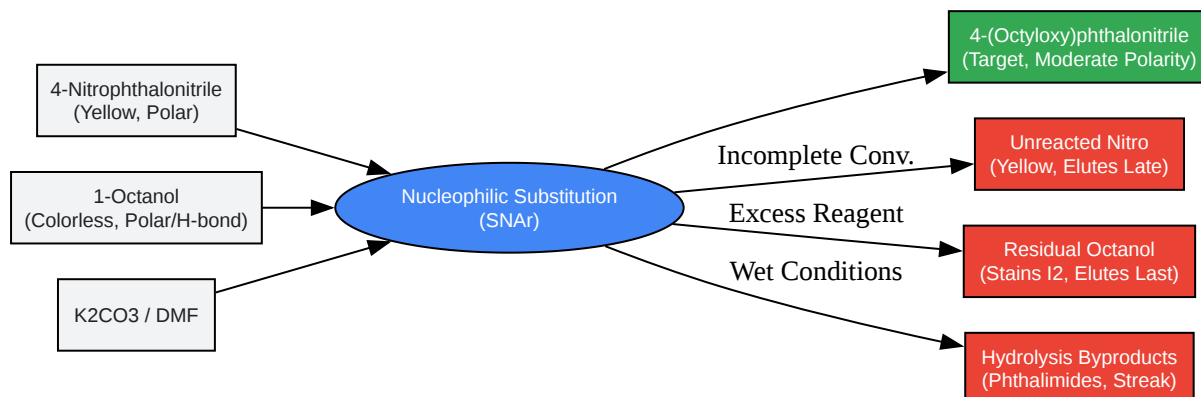 4-Nitrophthalonitrile
(Yellow, Polar)
1-Octanol
(Colorless, Polar/H-bond)
K2CO3 / DMF
Nucleophilic Substitution
(SNAr)
Incomplete Conv.
Excess Reagent
Wet Conditions
4-(Octyloxy)phthalonitrile
(Target, Moderate Polarity)
Unreacted Nitro
(Yellow, Elutes Late)
Residual Octanol
(Stains I2, Elutes Last)
Hydrolysis Byproducts
(Phthalimides, Streak)